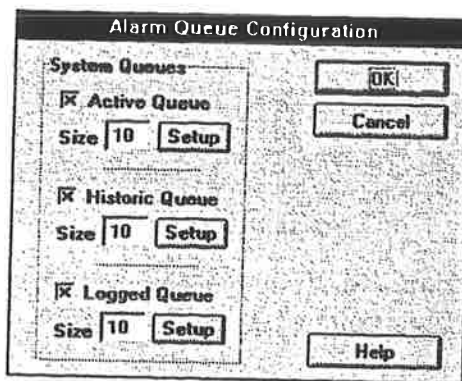 Alarm Queue Configuration
System Queues
Active Queue
Size 10 Setup
Historic Queue
Size 10 Setup
Logged Queue
Size 10 Setup
OK
Cancel
Help